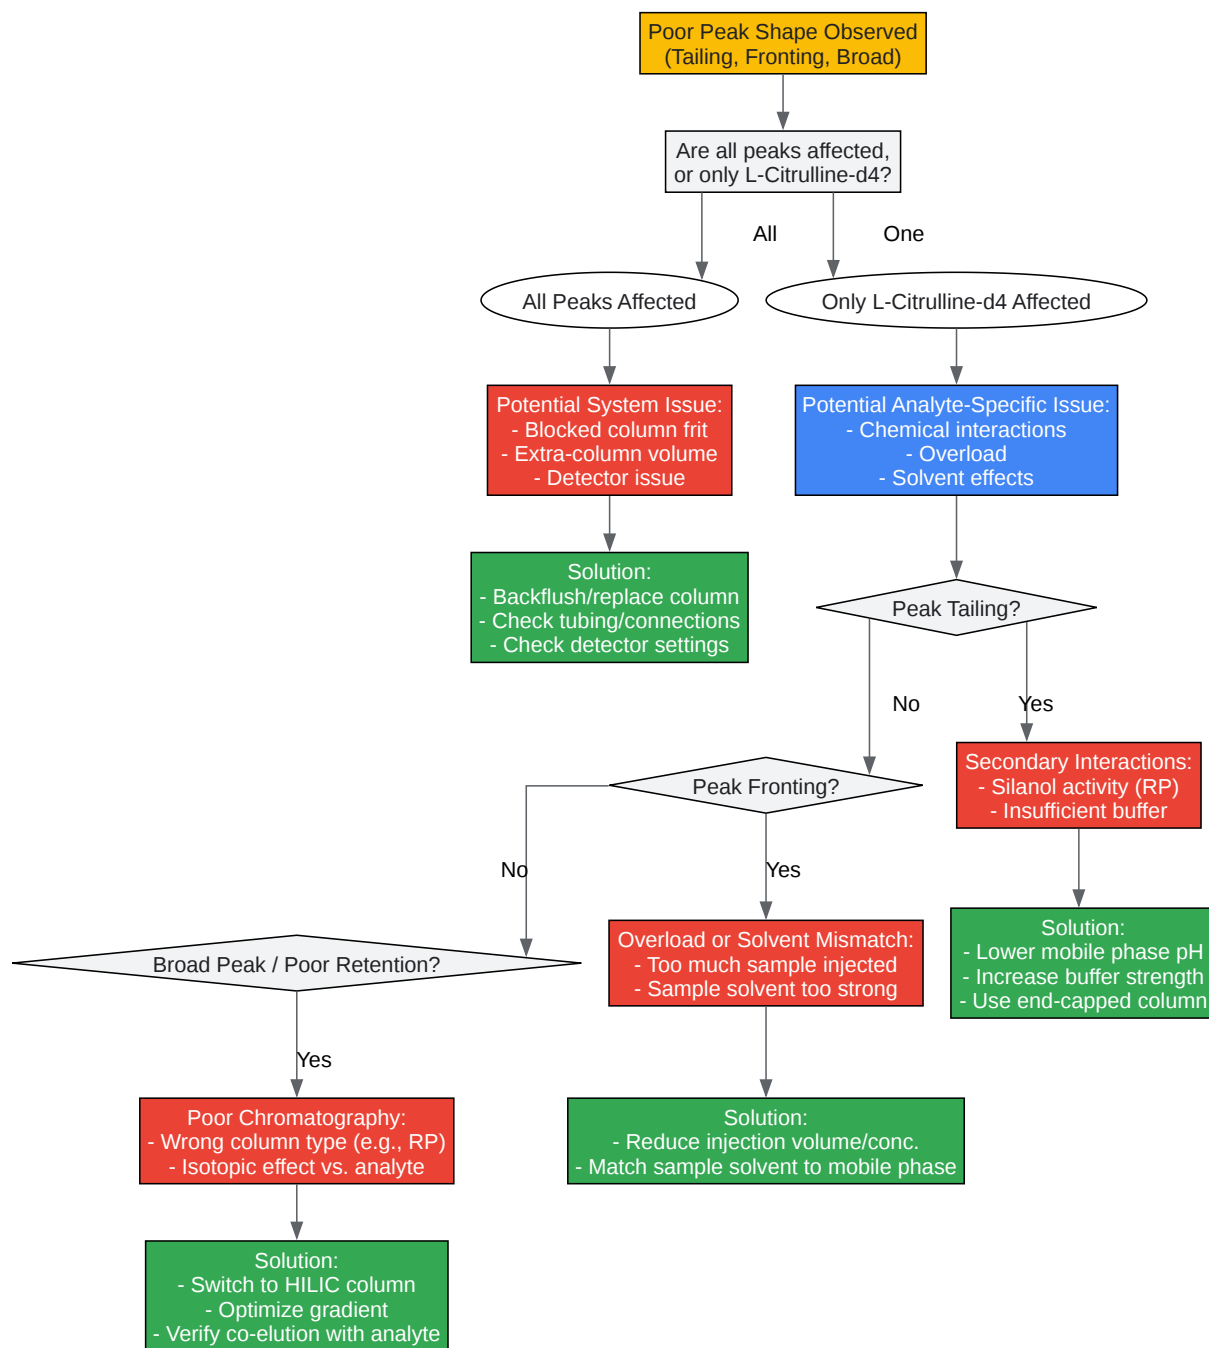 Poor Peak Shape Observed
(Tailing, Fronting, Broad)
Are all peaks affected,
or only L-Citrulline-d4?
All
One
All Peaks Affected
Only L-Citrulline-d4 Affected
Potential System Issue:
- Blocked column frit
- Extra-column volume
- Detector issue
Potential Analyte-Specific Issue:
- Chemical interactions
- Overload
- Solvent effects
Solution:
- Backflush/replace column
- Check tubing/connections
- Check detector settings
Peak Tailing?
No
Yes
Peak Fronting?
Secondary Interactions:
- Silanol activity (RP)
- Insufficient buffer
No
Yes
Solution:
- Lower mobile phase pH
- Increase buffer strength
- Use end-capped column
Broad Peak / Poor Retention?
Overload or Solvent Mismatch:
- Too much sample injected
- Sample solvent too strong
Yes
Poor Chromatography:
- Wrong column type (e.g., RP)
- Isotopic effect vs. analyte
Solution:
- Reduce injection volume/conc.
- Match sample solvent to mobile phase
Solution:
- Switch to HILIC column
- Optimize gradient
- Verify co-elution with analyte